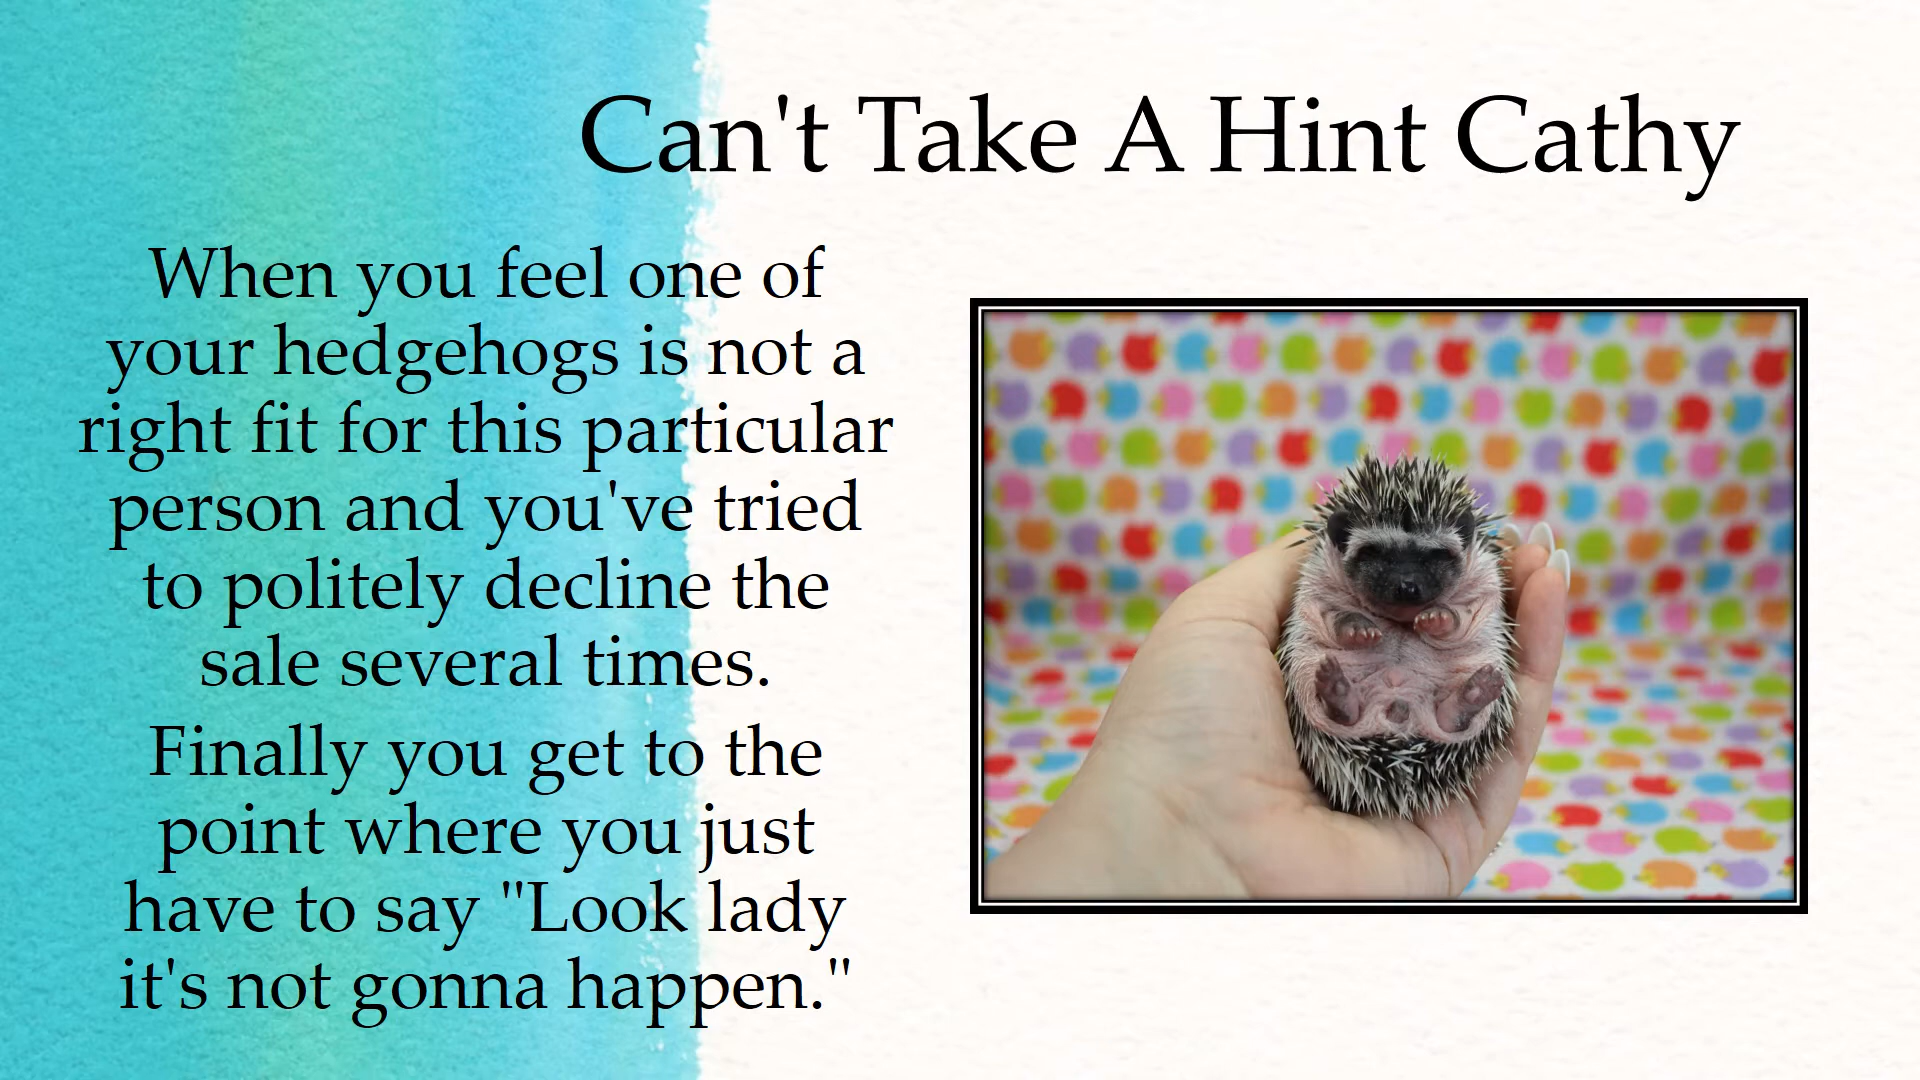 Can't Take A Hint Cathy
When you feel one of
your hedgehogs is not a
right fit for this particular
person and you've tried
to politely decline the
sale several times.
Finally you get to the
point where you just
have to say "Look lady
it's not gonna happen."